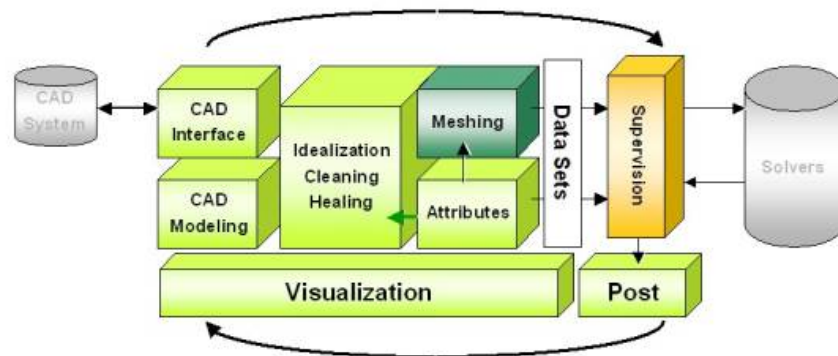 CAD
System
CAD
Interface
CAD
Modeling
Idealization
Cleaning
Healing
Meshing
Attributes
Data Sets
Supervision
Solvers
Visualization
Post